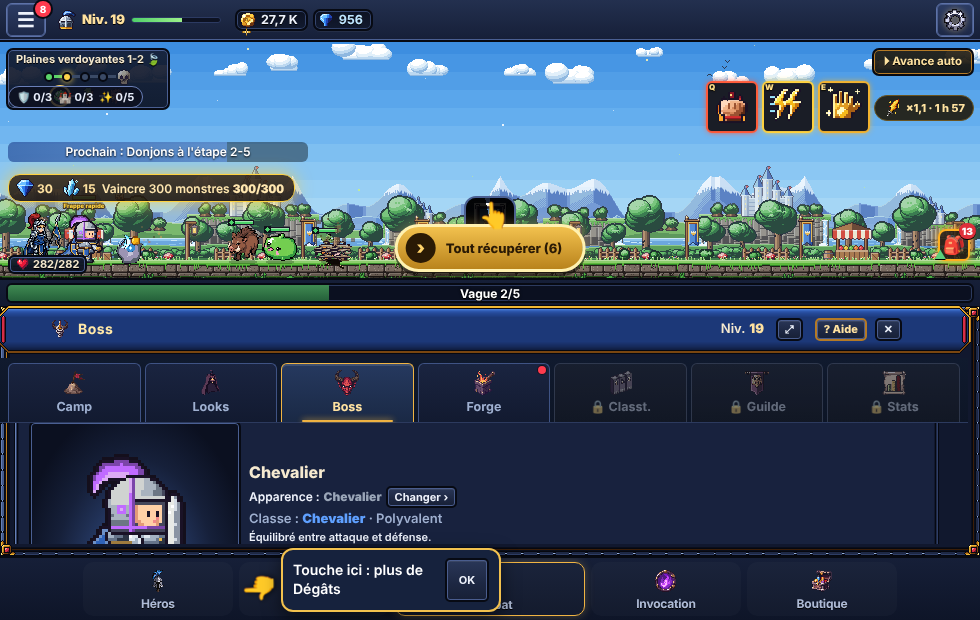 8
Niv. 19
27,7 K
956
Plaines verdoyantes 1-2
0/3
0/3
0/5
Avance auto
Q
W
E
×1,1 · 1 h 57
Prochain : Donjons à l'étape 2-5
30
15
Vaincre 300 monstres 300/300
Frappe rapide
282/282
Tout récupérer (6)
13
Vague 2/5
Boss
Niv. 19
? Aide
Camp
Looks
Boss
Forge
Classt.
Guilde
Stats
Chevalier
Apparence : Chevalier
Changer ›
Classe : Chevalier · Polyvalent
Équilibré entre attaque et défense.
Touche ici : plus de
Dégâts
OK
Héros
Invocation
Boutique